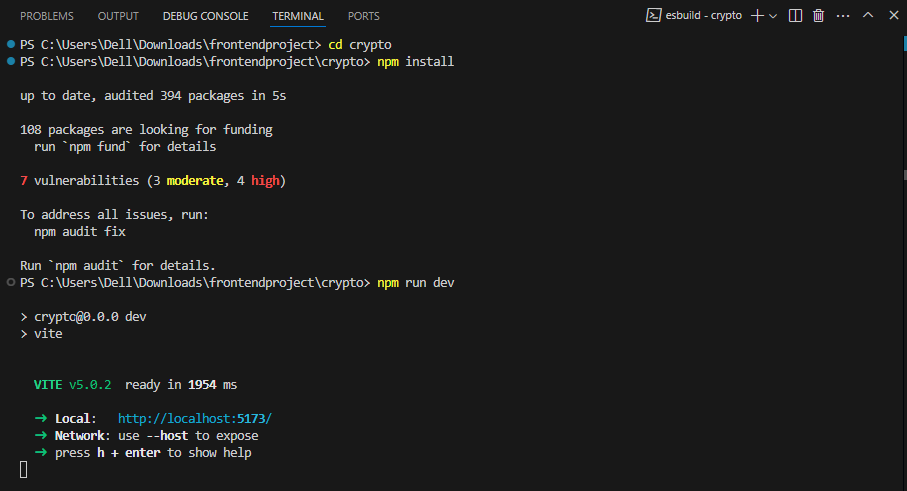 PROBLEMS OUTPUT DEBUG CONSOLE TERMINAL PORTS esbuild - crypto
PS C:\Users\Dell\Downloads\frontendproject> cd crypto
PS C:\Users\Dell\Downloads\frontendproject\crypto> npm install
up to date, audited 394 packages in 5s
108 packages are looking for funding
run `npm fund` for details
7 vulnerabilities (3 moderate, 4 high)
To address all issues, run:
npm audit fix
Run `npm audit` for details.
PS C:\Users\Dell\Downloads\frontendproject\crypto> npm run dev
> crypto@0.0.0 dev
> vite
VITE v5.0.2 ready in 1954 ms
➜ Local: http://localhost:5173/
➜ Network: use --host to expose
➜ press h + enter to show help